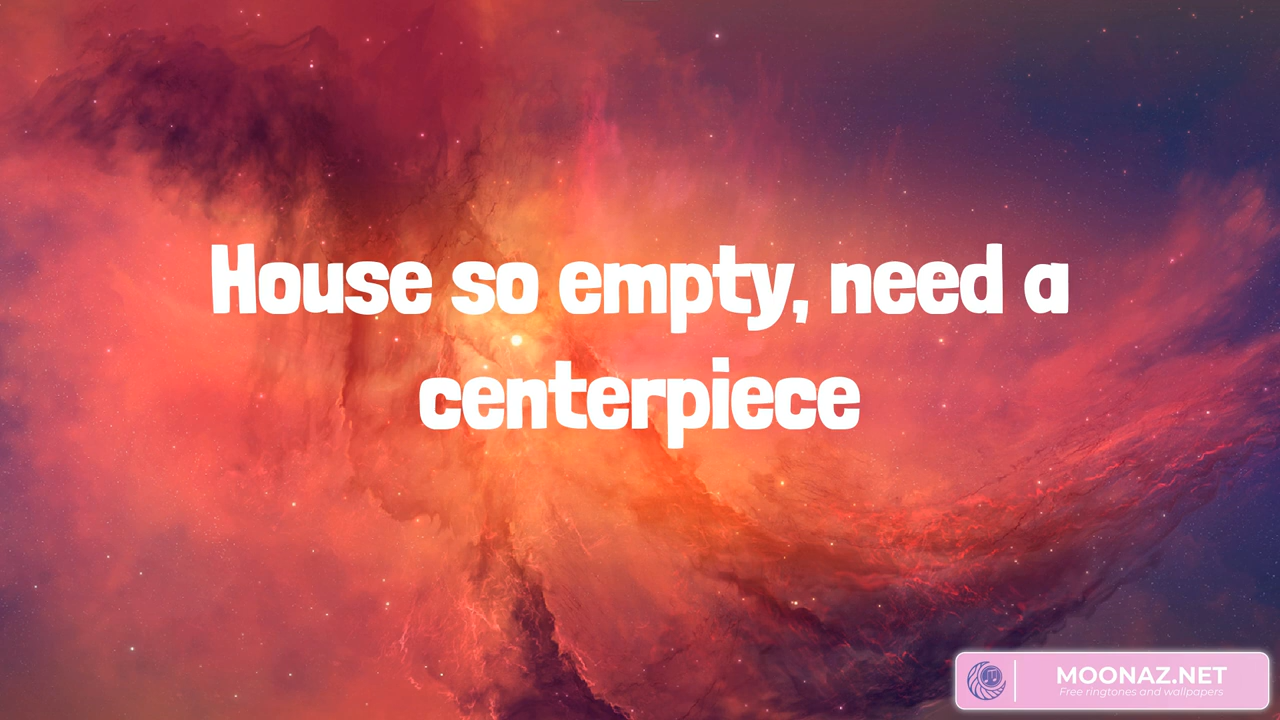 House so empty, need a
centerpiece
MOONAZ.NET
Free ringtones and wallpapers